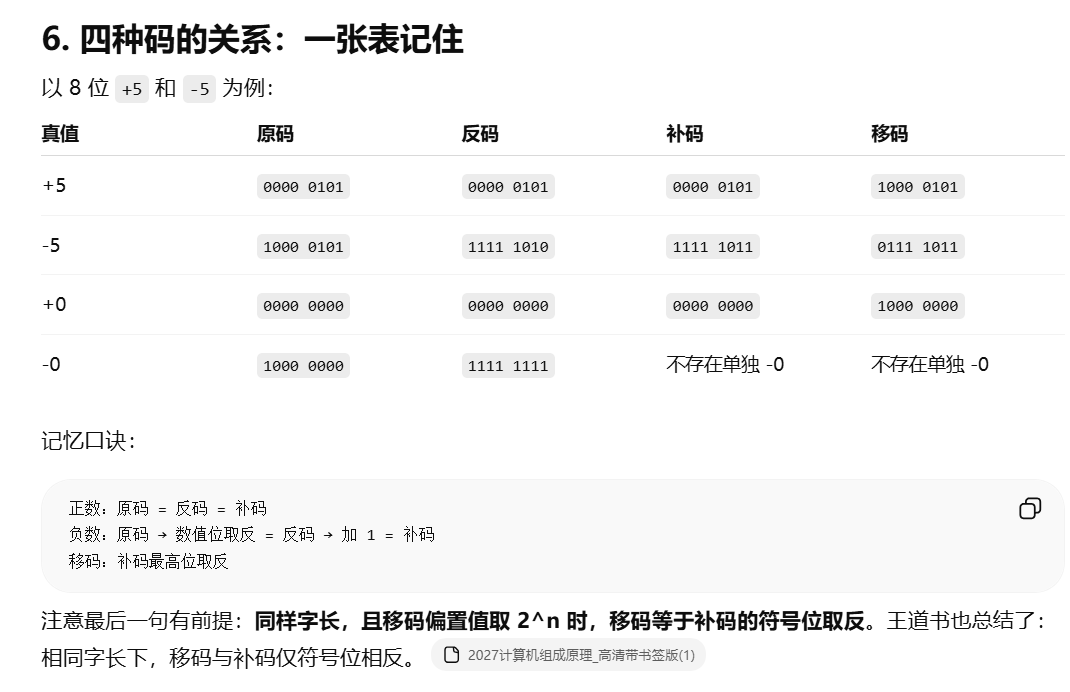 6. 四种码的关系：一张表记住
以 8 位 +5 和 -5 为例：
真值 原码 反码 补码 移码
+5 0000 0101 0000 0101 0000 0101 1000 0101
-5 1000 0101 1111 1010 1111 1011 0111 1011
+0 0000 0000 0000 0000 0000 0000 1000 0000
-0 1000 0000 1111 1111 不存在单独 -0 不存在单独 -0
记忆口诀：
正数：原码 = 反码 = 补码
负数：原码 → 数值位取反 = 反码 → 加 1 = 补码
移码：补码最高位取反
注意最后一句有前提：同样字长，且移码偏置值取 2^n 时，移码等于补码的符号位取反。王道书也总结了：
相同字长下，移码与补码仅符号位相反。 2027计算机组成原理_高清带书签版(1)